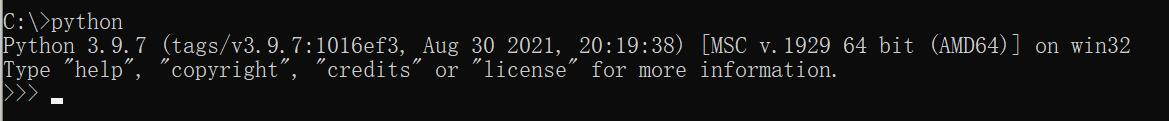 C:\>python
Python 3.9.7 (tags/v3.9.7:1016ef3, Aug 30 2021, 20:19:38) [MSC v.1929 64 bit (AMD64)] on win32
Type "help", "copyright", "credits" or "license" for more information.
>>>